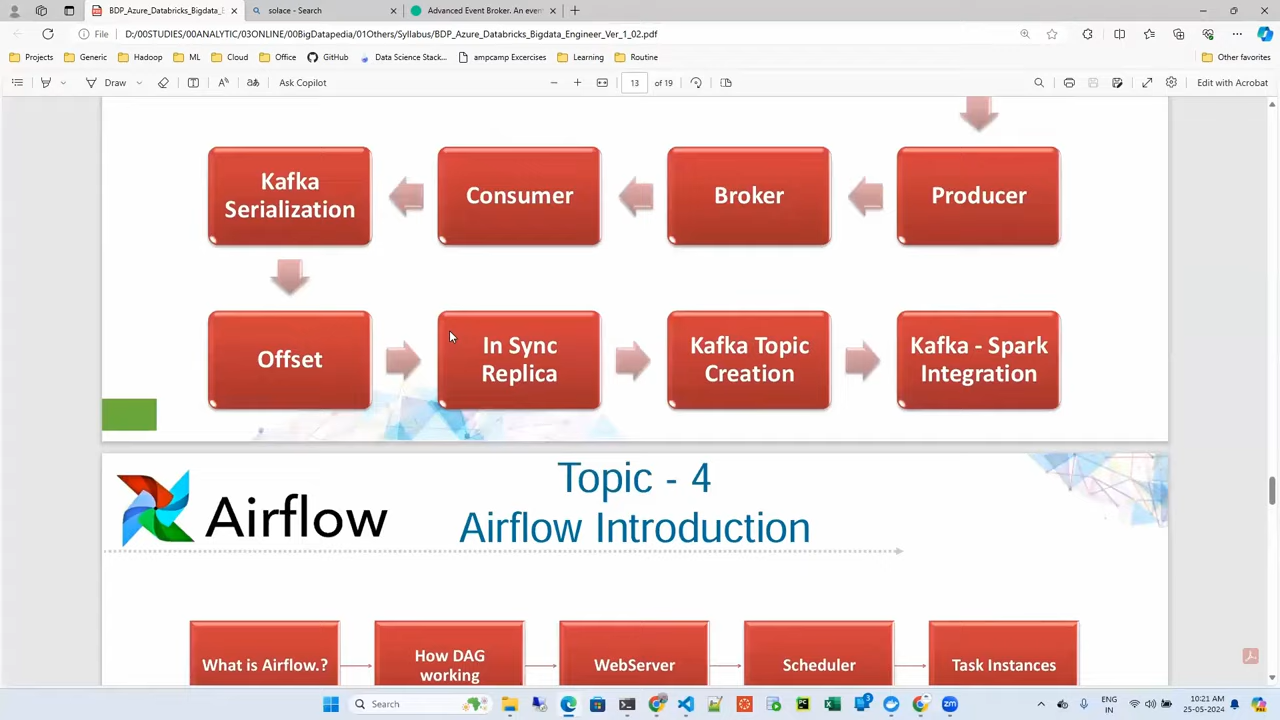 BDP_Azure_Databricks_Bigdata_E
solace - Search
Advanced Event Broker. An even
File
D:/00STUDIES/00ANALYTIC/03ONLINE/00BigDatapedia/01Others/Syllabus/BDP_Azure_Databricks_Bigdata_Engineer_Ver_1_02.pdf
Projects
Generic
Hadoop
ML
Cloud
Office
GitHub
Data Science Stack...
ampcamp Excercises
Learning
Routine
Other favorites
Draw
Ask Copilot
13
of 19
Edit with Acrobat
Kafka
Serialization
Consumer
Broker
Producer
Offset
In Sync
Replica
Kafka Topic
Creation
Kafka - Spark
Integration
Airflow
Topic - 4
Airflow Introduction
What is Airflow.?
How DAG
working
WebServer
Scheduler
Task Instances
Search
ENG
IN
10:21 AM
25-05-2024